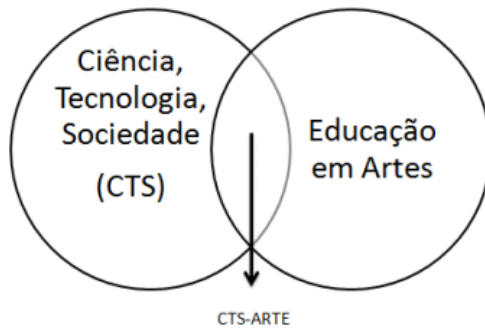 Ciência,
Tecnologia,
Sociedade
(CTS)
Educação
em Artes
CTS-ARTE